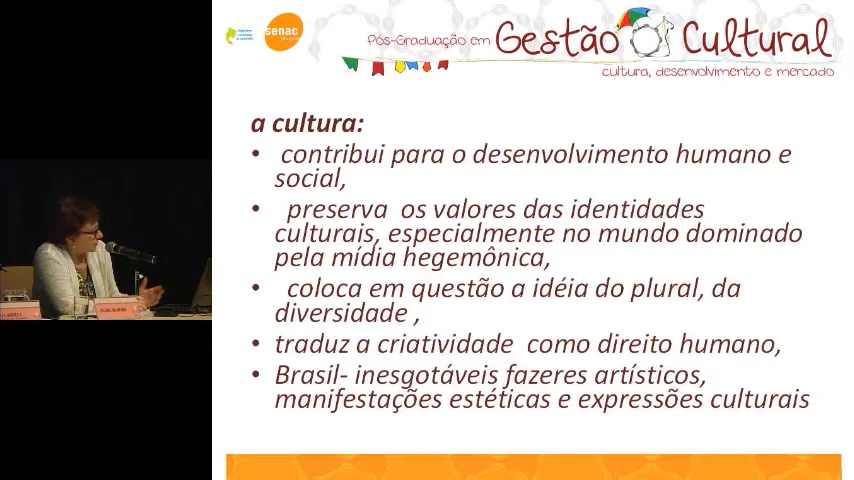 senac
Pós-Graduação em Gestão Cultural
cultura, desenvolvimento e mercado
a cultura:
• contribui para o desenvolvimento humano e
social,
• preserva os valores das identidades
culturais, especialmente no mundo dominado
pela mídia hegemônica,
• coloca em questão a idéia do plural, da
diversidade ,
• traduz a criatividade como direito humano,
• Brasil- inesgotáveis fazeres artísticos,
manifestações estéticas e expressões culturais